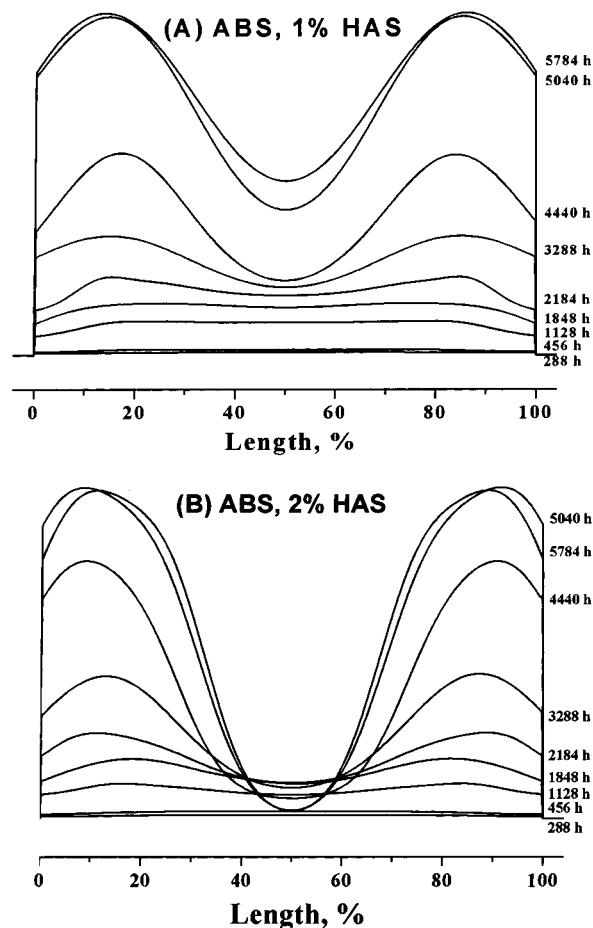 (A) ABS, 1% HAS
5784 h
5040 h
4440 h
3288 h
2184 h
1848 h
1128 h
456 h
288 h
0 20 40 60 80 100
Length, %
(B) ABS, 2% HAS
5040 h
5784 h
4440 h
3288 h
2184 h
1848 h
1128 h
456 h
288 h
0 20 40 60 80 100
Length, %